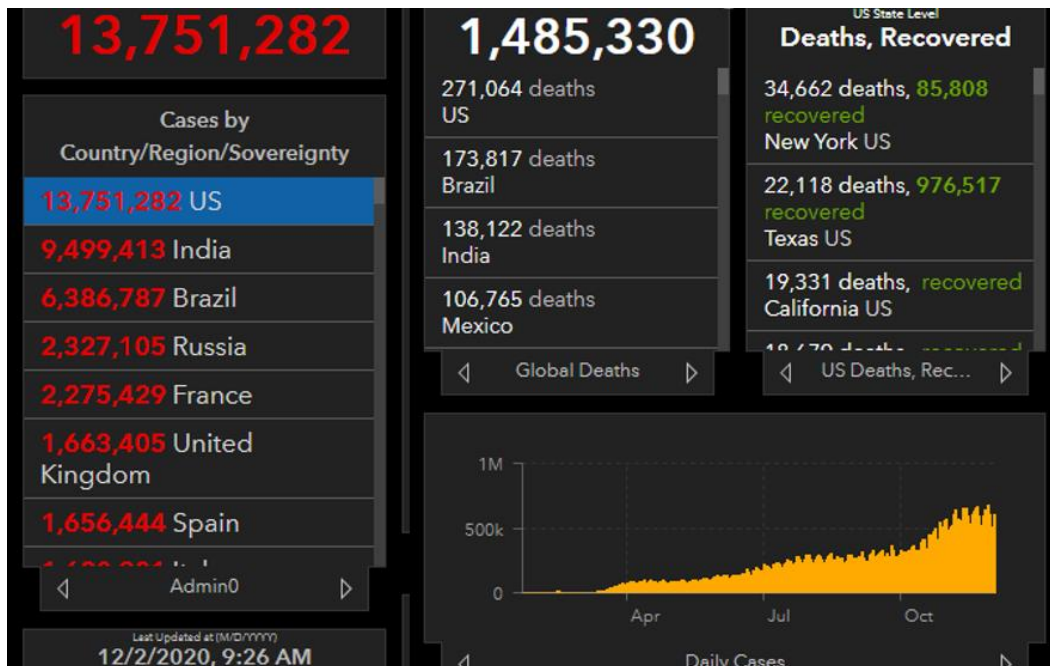 13,751,282
Cases by
Country/Region/Sovereignty
13,751,282 US
9,499,413 India
6,386,787 Brazil
2,327,105 Russia
2,275,429 France
1,663,405 United
Kingdom
1,656,444 Spain
Admin0
Last Updated at (M/D/YYYY)
12/2/2020, 9:26 AM
1,485,330
271,064 deaths
US
173,817 deaths
Brazil
138,122 deaths
India
106,765 deaths
Mexico
Global Deaths
US State Level
Deaths, Recovered
34,662 deaths, 85,808
recovered
New York US
22,118 deaths, 976,517
recovered
Texas US
19,331 deaths, recovered
California US
deaths, recovered
US Deaths, Rec...
1M
500k
0
Apr
Jul
Oct
Daily Cases